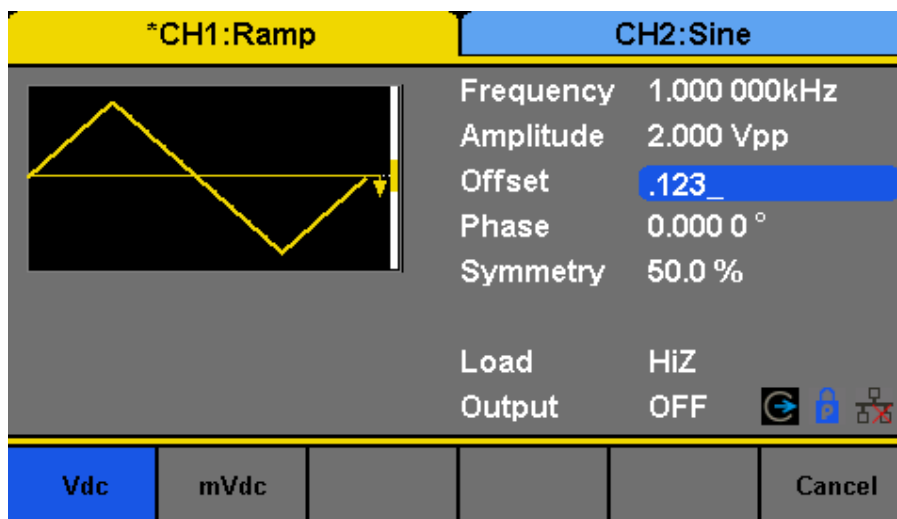 *CH1:Ramp CH2:Sine
Frequency 1.000 000kHz
Amplitude 2.000 Vpp
Offset .123_
Phase 0.000 0 °
Symmetry 50.0 %
Load HiZ
Output OFF P
Vdc mVdc Cancel